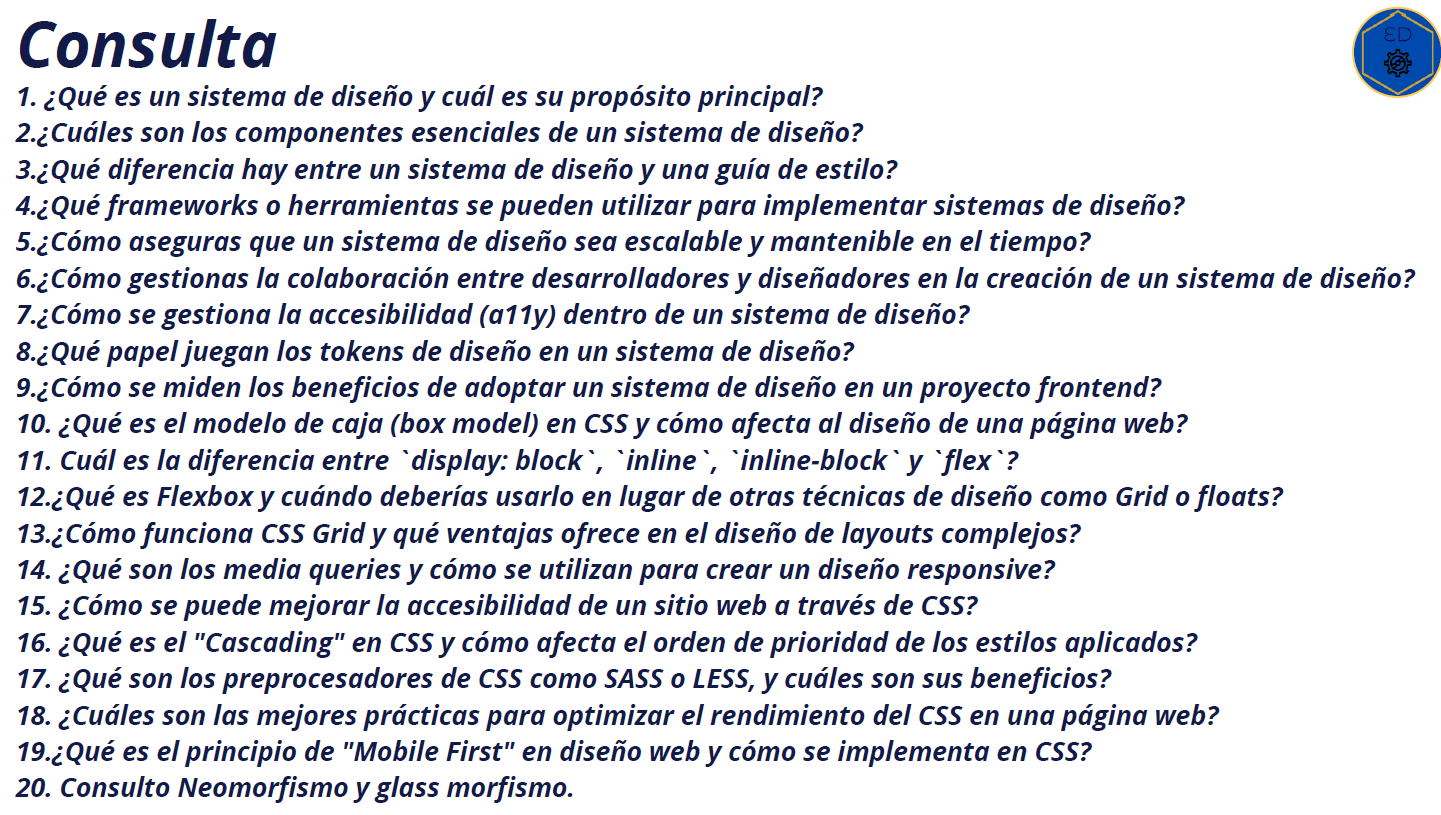 Consulta
ƐD
1. ¿Qué es un sistema de diseño y cuál es su propósito principal?
2.¿Cuáles son los componentes esenciales de un sistema de diseño?
3.¿Qué diferencia hay entre un sistema de diseño y una guía de estilo?
4.¿Qué frameworks o herramientas se pueden utilizar para implementar sistemas de diseño?
5.¿Cómo aseguras que un sistema de diseño sea escalable y mantenible en el tiempo?
6.¿Cómo gestionas la colaboración entre desarrolladores y diseñadores en la creación de un sistema de diseño?
7.¿Cómo se gestiona la accesibilidad (a11y) dentro de un sistema de diseño?
8.¿Qué papel juegan los tokens de diseño en un sistema de diseño?
9.¿Cómo se miden los beneficios de adoptar un sistema de diseño en un proyecto frontend?
10. ¿Qué es el modelo de caja (box model) en CSS y cómo afecta al diseño de una página web?
11. Cuál es la diferencia entre `display: block`, `inline`, `inline-block` y `flex`?
12.¿Qué es Flexbox y cuándo deberías usarlo en lugar de otras técnicas de diseño como Grid o floats?
13.¿Cómo funciona CSS Grid y qué ventajas ofrece en el diseño de layouts complejos?
14. ¿Qué son los media queries y cómo se utilizan para crear un diseño responsive?
15. ¿Cómo se puede mejorar la accesibilidad de un sitio web a través de CSS?
16. ¿Qué es el "Cascading" en CSS y cómo afecta el orden de prioridad de los estilos aplicados?
17. ¿Qué son los preprocesadores de CSS como SASS o LESS, y cuáles son sus beneficios?
18. ¿Cuáles son las mejores prácticas para optimizar el rendimiento del CSS en una página web?
19.¿Qué es el principio de "Mobile First" en diseño web y cómo se implementa en CSS?
20. Consulto Neomorfismo y glass morfismo.